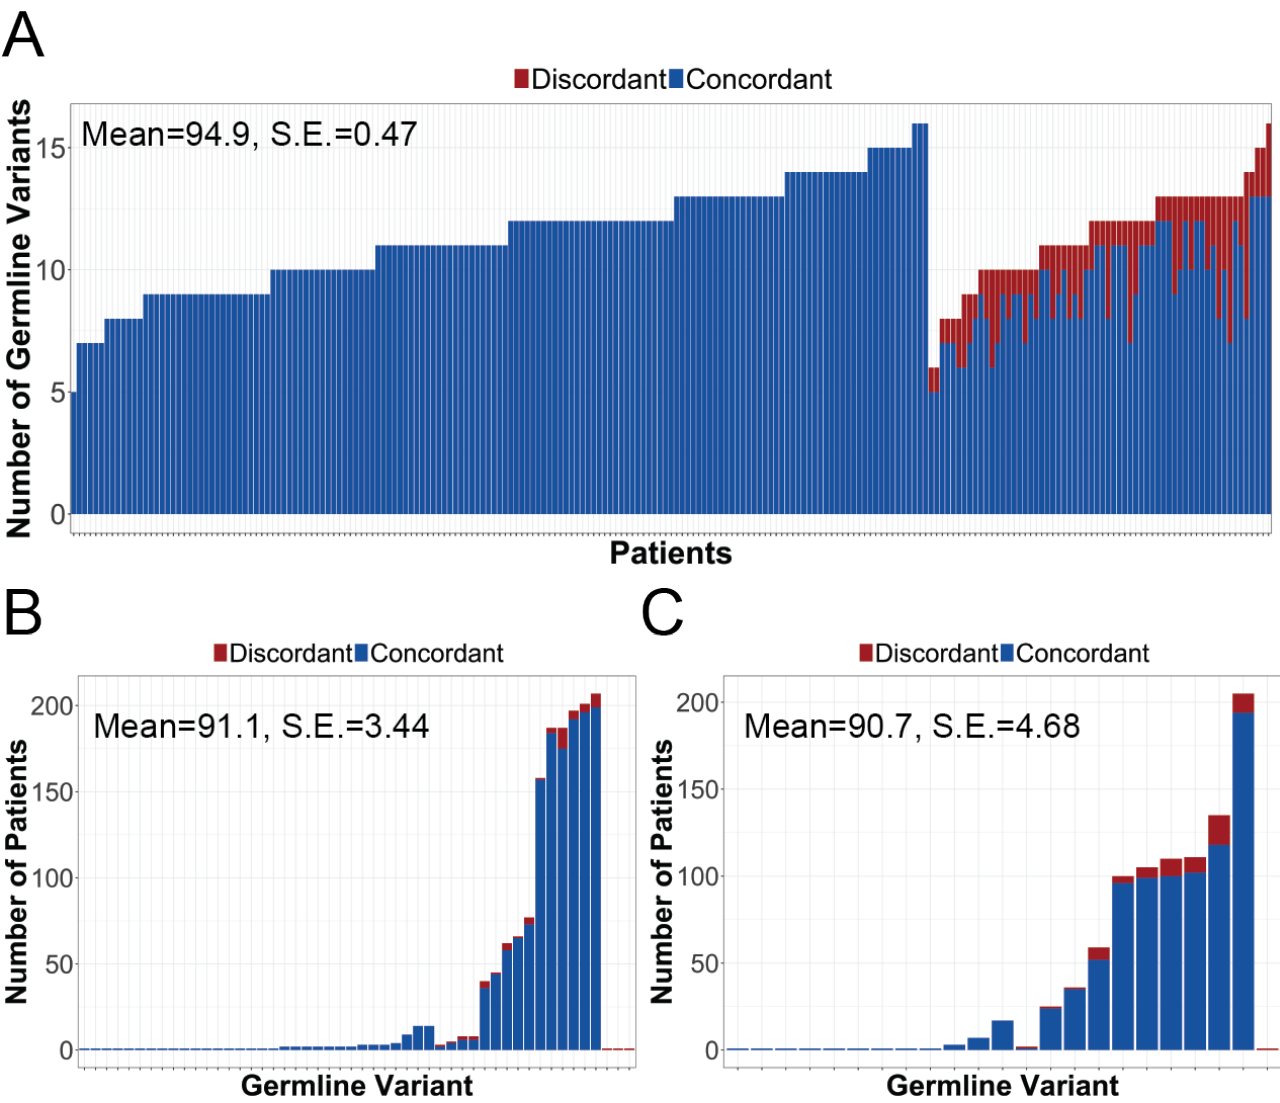 A
Discordant Concordant
Mean=94.9, S.E.=0.47
Number of Germline Variants
15
10
5
0
Patients
B
Discordant Concordant
Mean=91.1, S.E.=3.44
Number of Patients
200
150
100
50
0
Germline Variant
C
Discordant Concordant
Mean=90.7, S.E.=4.68
Number of Patients
200
150
100
50
0
Germline Variant